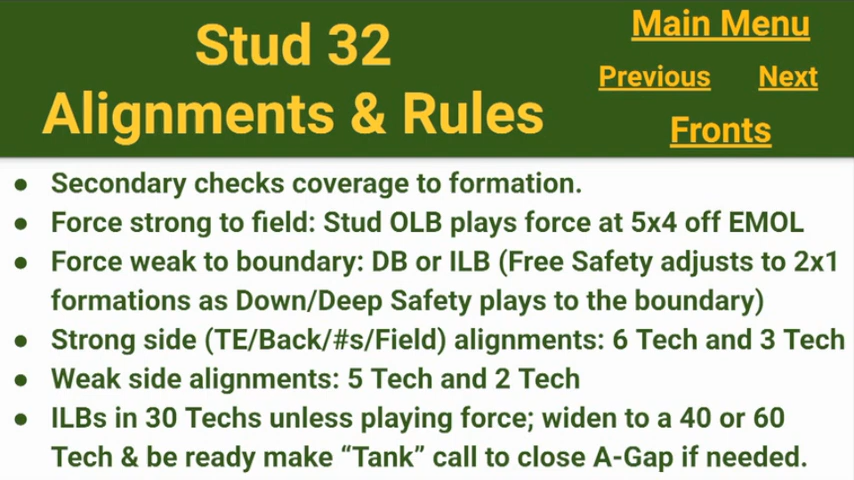 Stud 32
Alignments & Rules
Main Menu
Previous Next
Fronts
● Secondary checks coverage to formation.
● Force strong to field: Stud OLB plays force at 5x4 off EMOL
● Force weak to boundary: DB or ILB (Free Safety adjusts to 2x1
formations as Down/Deep Safety plays to the boundary)
● Strong side (TE/Back/#s/Field) alignments: 6 Tech and 3 Tech
● Weak side alignments: 5 Tech and 2 Tech
● ILBs in 30 Techs unless playing force; widen to a 40 or 60
Tech & be ready make “Tank” call to close A-Gap if needed.